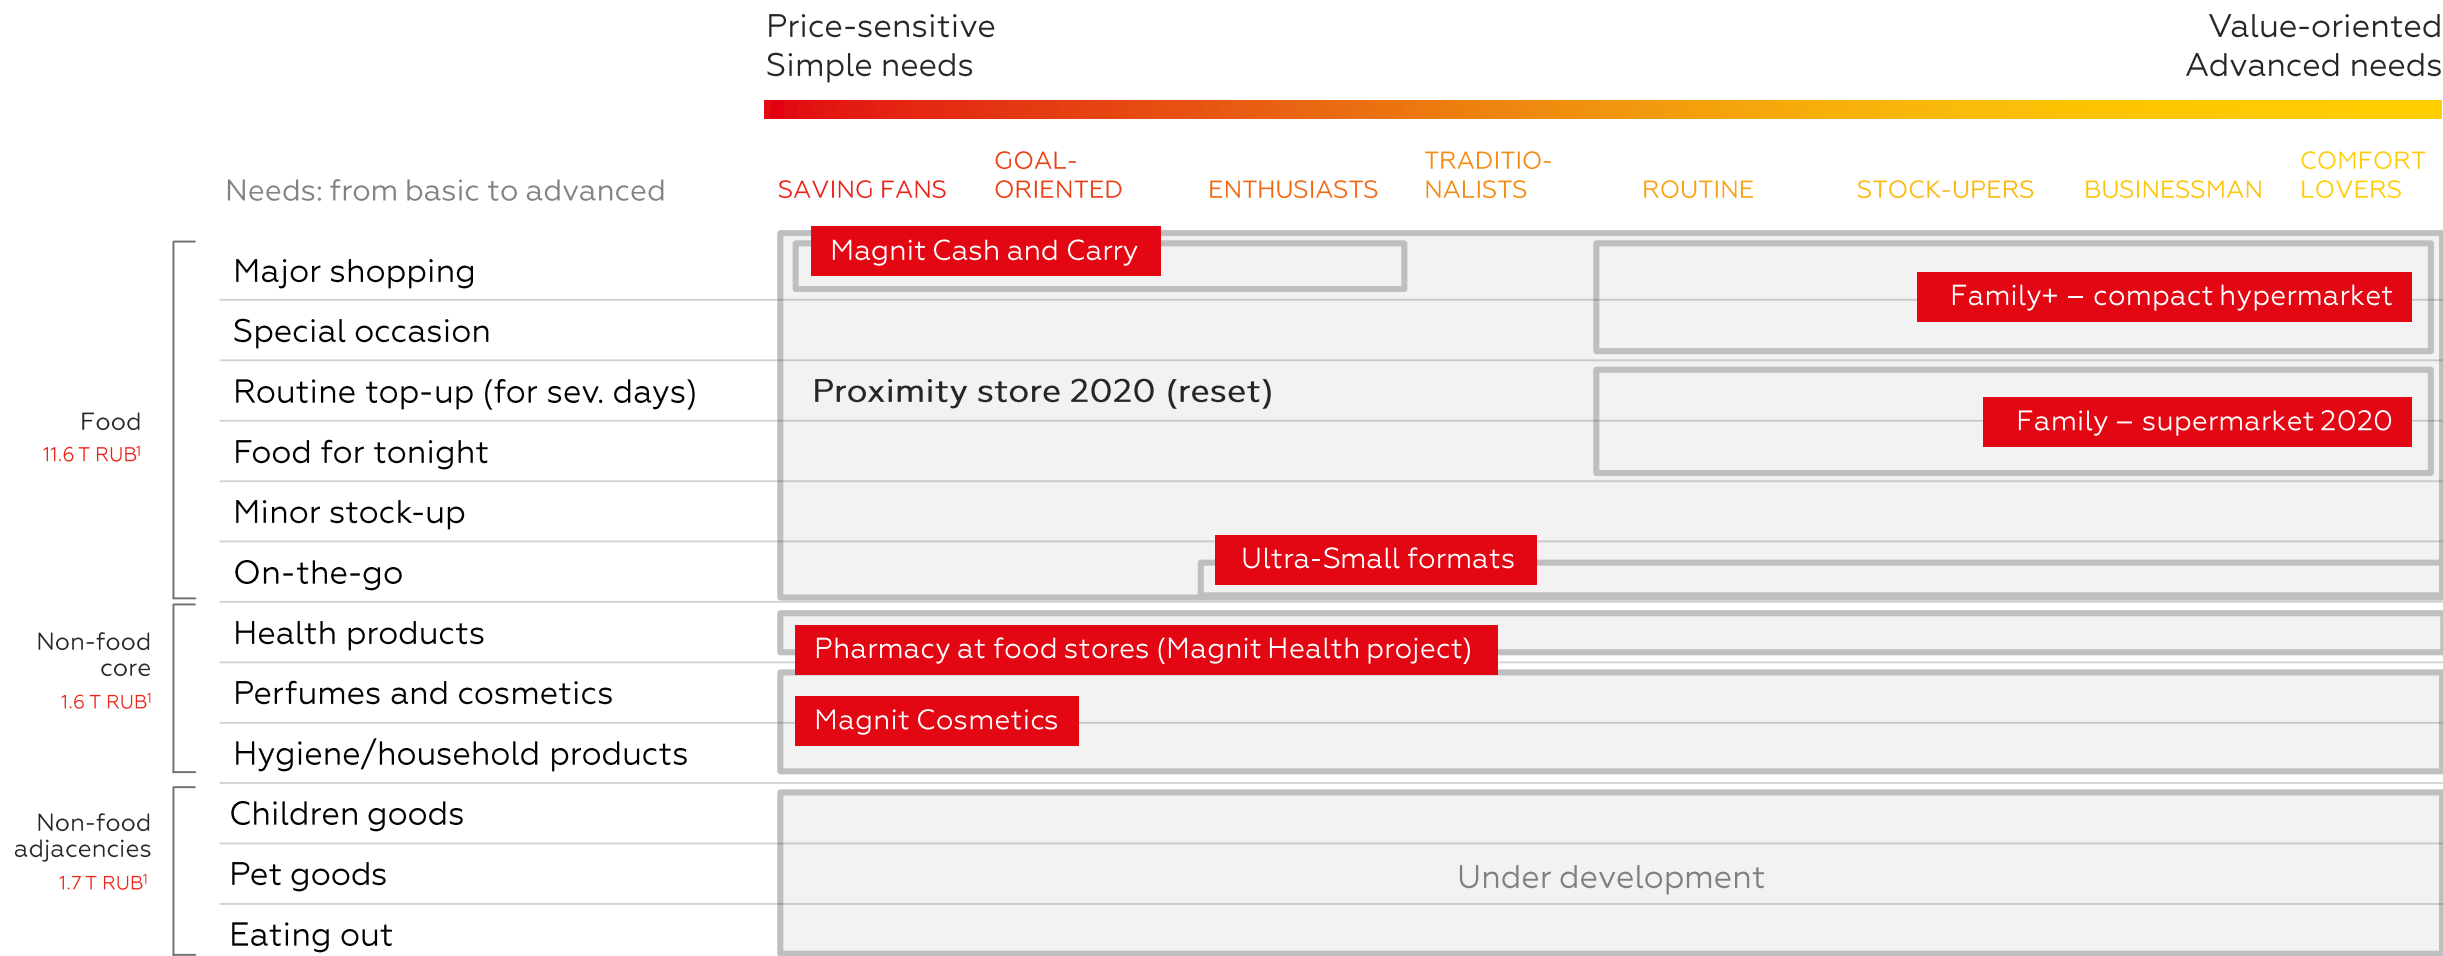 Price-sensitive
Simple needs
Value-oriented
Advanced needs
Needs: from basic to advanced
SAVING FANS
GOAL-
ORIENTED
ENTHUSIASTS
TRADITIO-
NALISTS
ROUTINE
STOCK-UPERS
BUSINESSMAN
COMFORT
LOVERS
Food
11.6 T RUB¹
Major shopping
Special occasion
Routine top-up (for sev. days)
Food for tonight
Minor stock-up
On-the-go
Magnit Cash and Carry
Family+ – compact hypermarket
Proximity store 2020 (reset)
Family – supermarket 2020
Ultra-Small formats
Non-food
core
1.6 T RUB¹
Health products
Perfumes and cosmetics
Hygiene/household products
Pharmacy at food stores (Magnit Health project)
Magnit Cosmetics
Non-food
adjacencies
1.7 T RUB¹
Children goods
Pet goods
Eating out
Under development